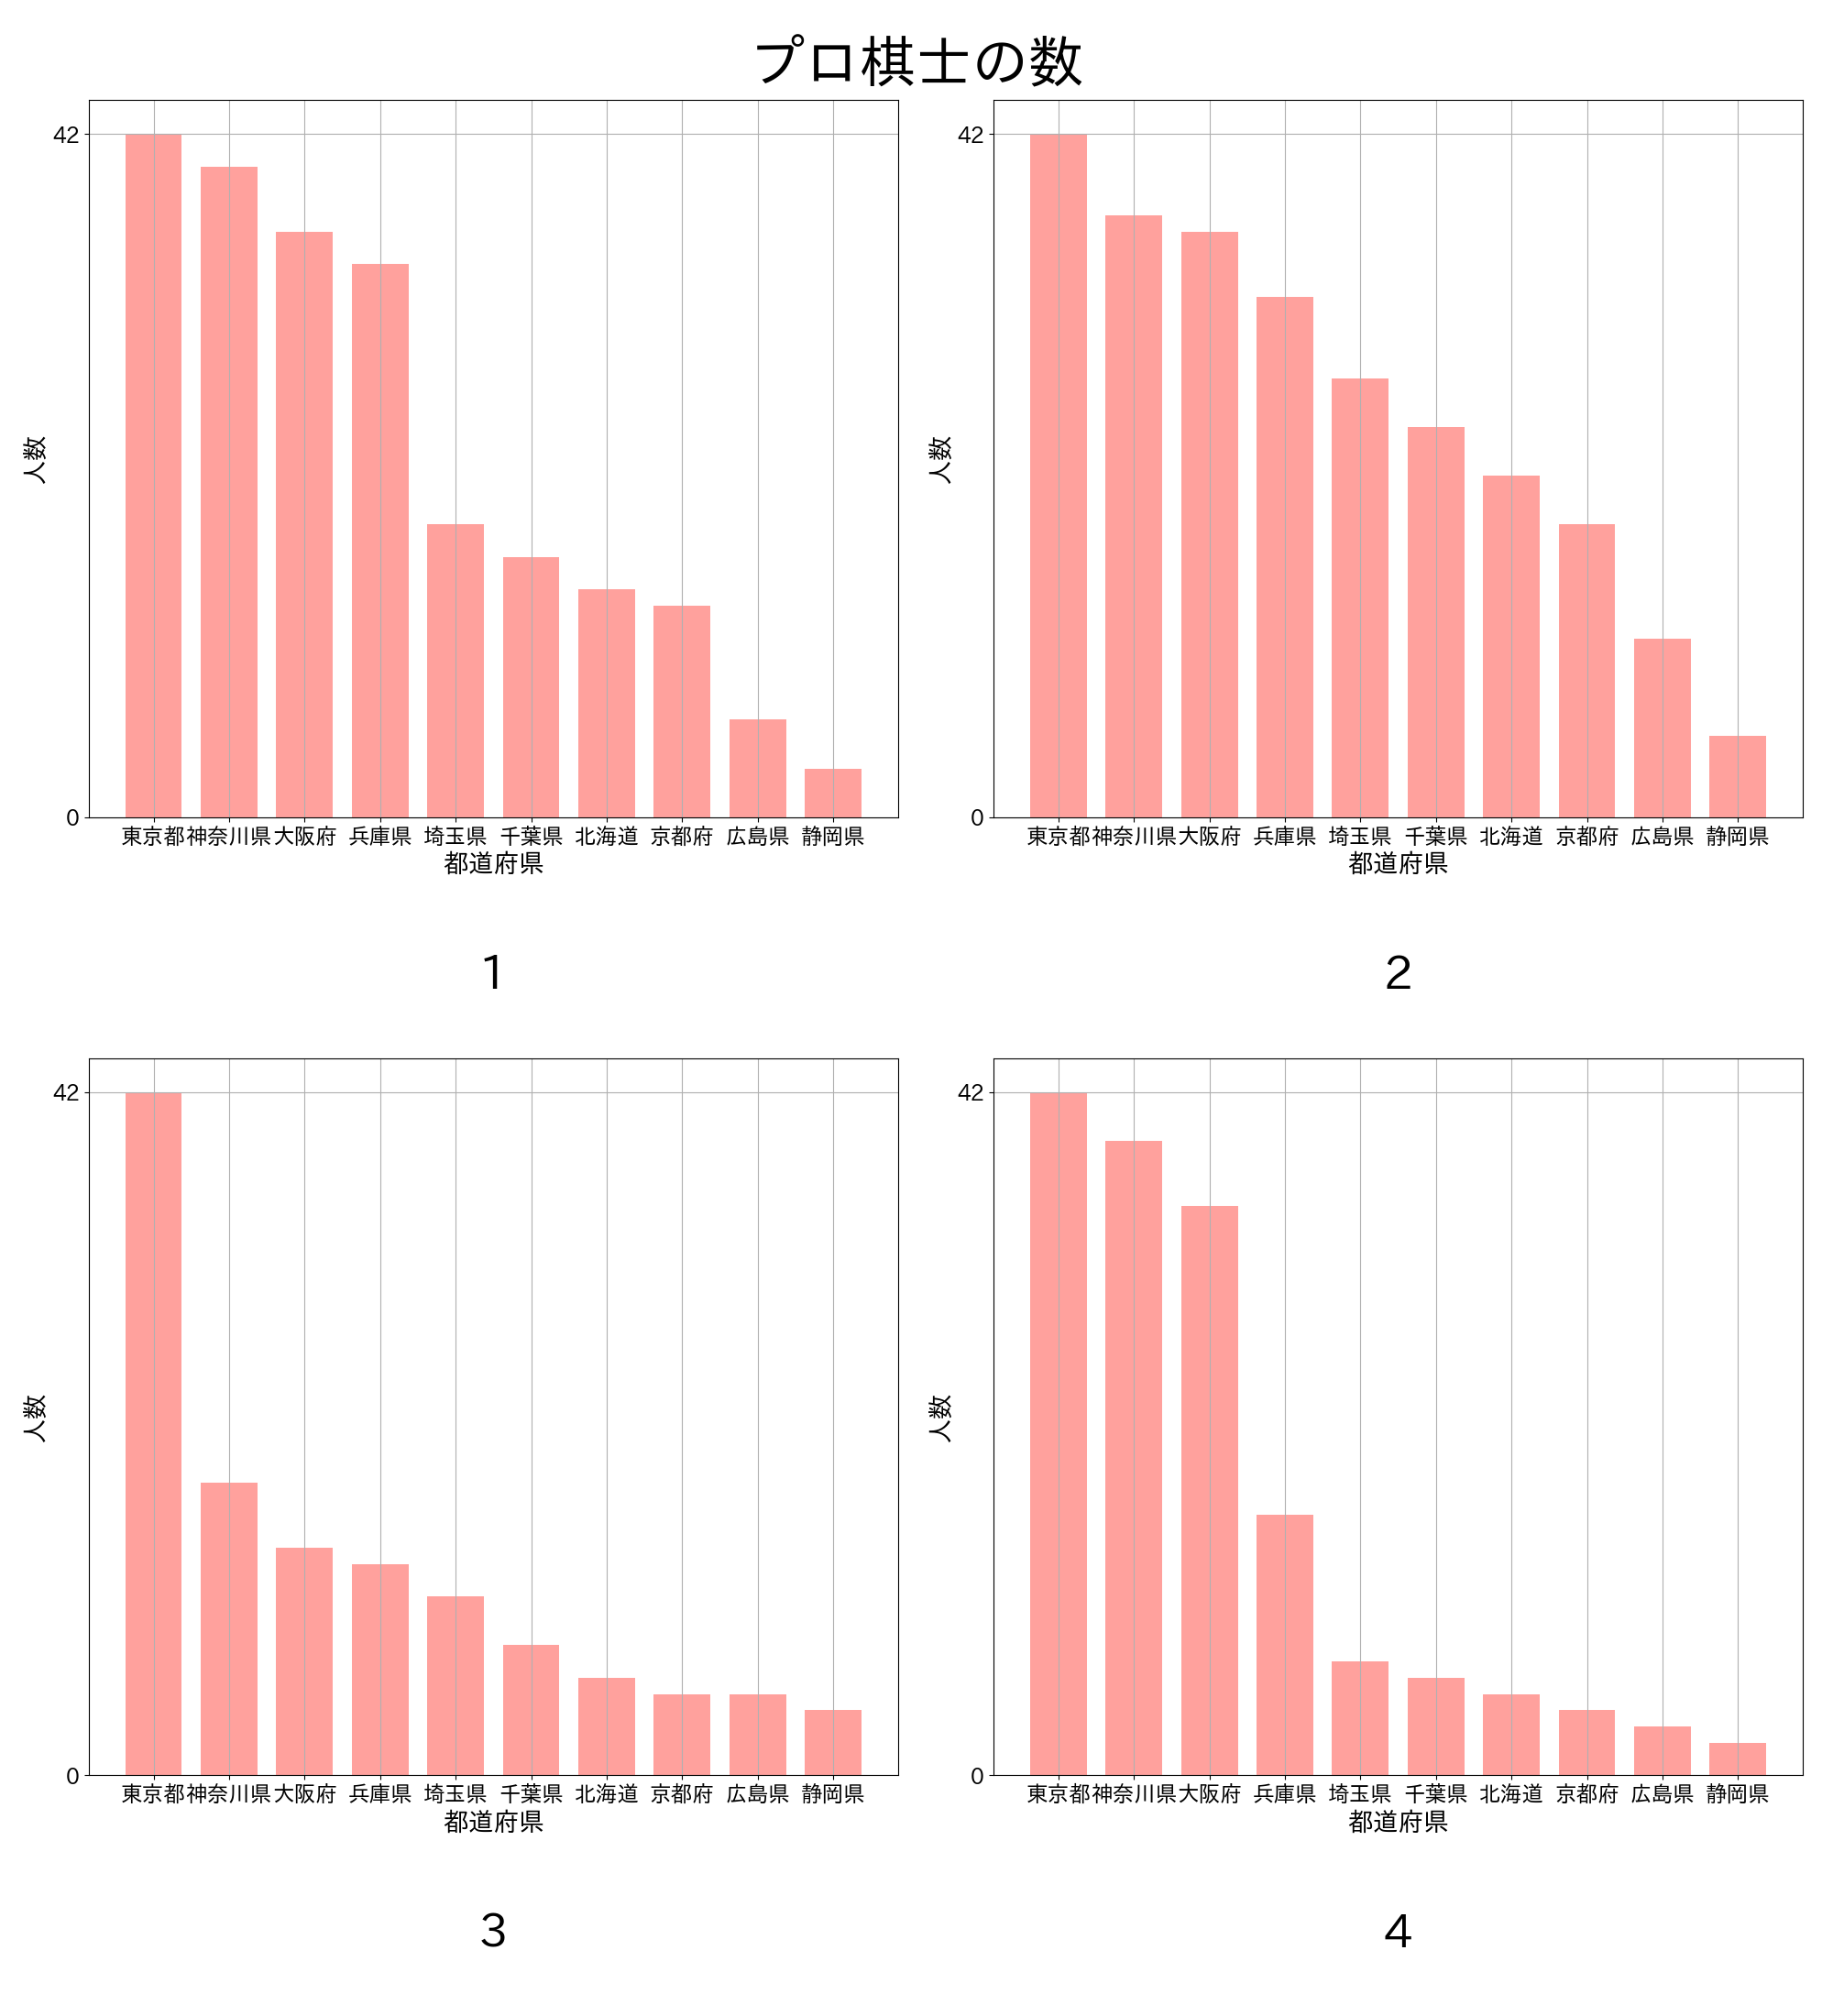 プロ棋士の数
42
0
人数
東京都 神奈川県 大阪府 兵庫県 埼玉県 千葉県 北海道 京都府 広島県 静岡県
都道府県
1
42
0
人数
東京都 神奈川県 大阪府 兵庫県 埼玉県 千葉県 北海道 京都府 広島県 静岡県
都道府県
2
42
0
人数
東京都 神奈川県 大阪府 兵庫県 埼玉県 千葉県 北海道 京都府 広島県 静岡県
都道府県
3
42
0
人数
東京都 神奈川県 大阪府 兵庫県 埼玉県 千葉県 北海道 京都府 広島県 静岡県
都道府県
4